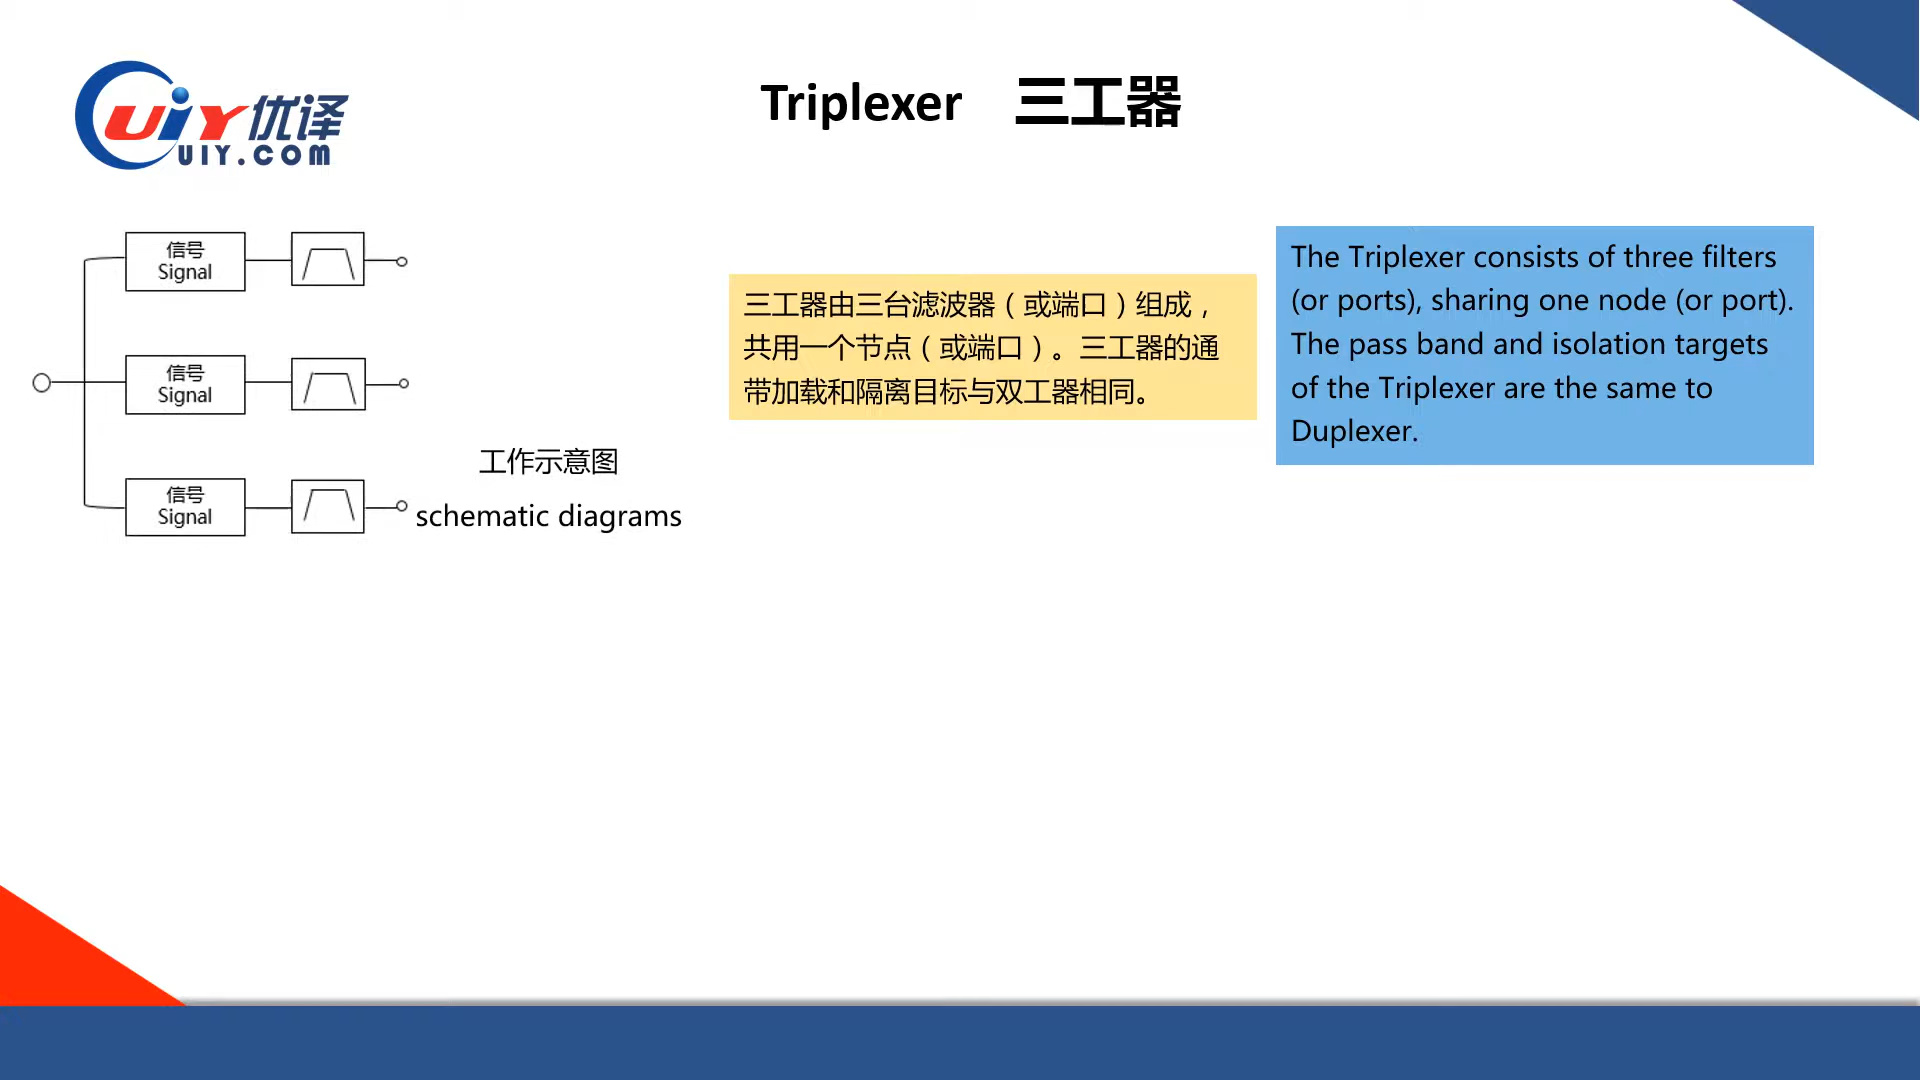 UiY优译
UIY.COM
Triplexer 三工器
信号
Signal
信号
Signal
信号
Signal
工作示意图
schematic diagrams
三工器由三台滤波器（或端口）组成，
共用一个节点（或端口）。三工器的通
带加载和隔离目标与双工器相同。
The Triplexer consists of three filters
(or ports), sharing one node (or port).
The pass band and isolation targets
of the Triplexer are the same to
Duplexer.